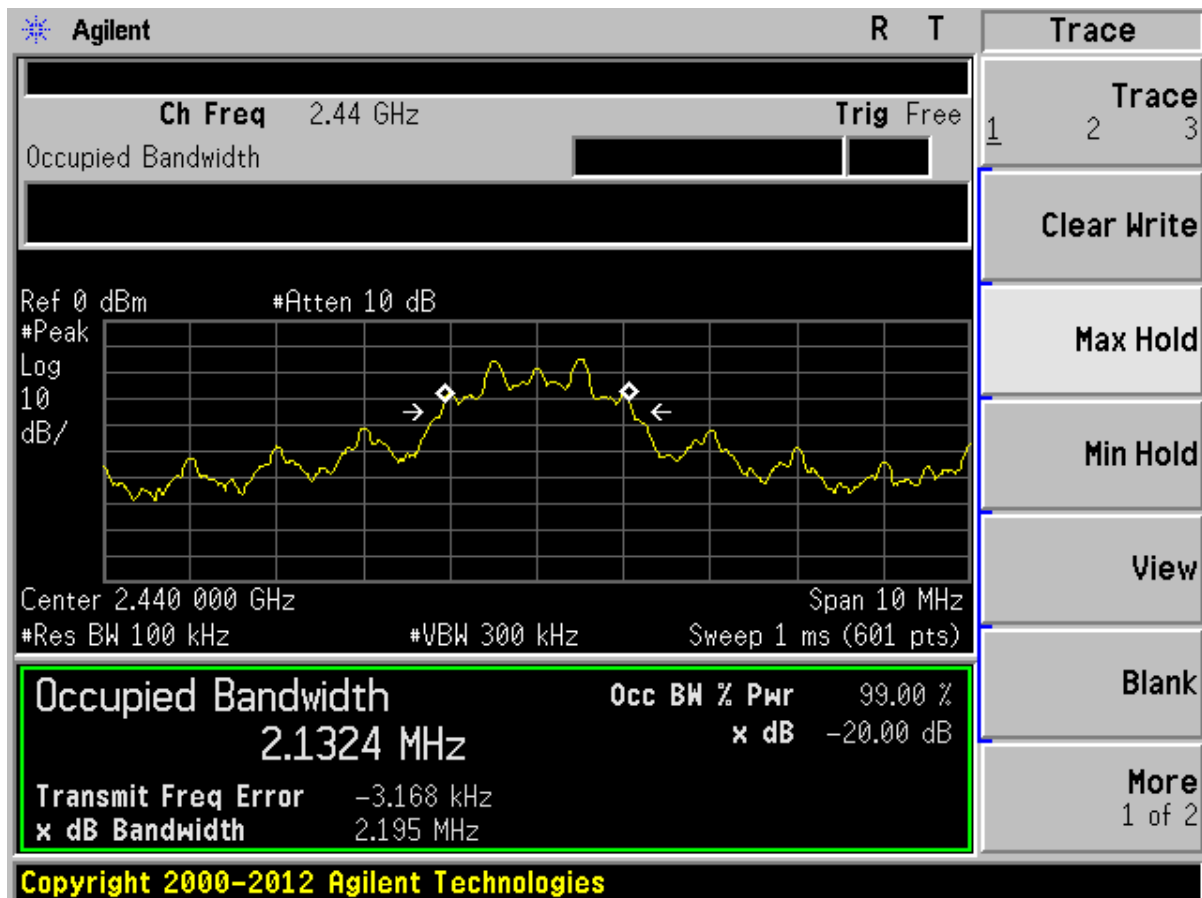 Agilent R T
Ch Freq 2.44 GHz Trig Free
Occupied Bandwidth
Ref 0 dBm #Atten 10 dB
#Peak
Log
10
dB/
Center 2.440 000 GHz Span 10 MHz
#Res BW 100 kHz #VBW 300 kHz Sweep 1 ms (601 pts)
Occupied Bandwidth Occ BW % Pwr 99.00 %
2.1324 MHz x dB -20.00 dB
Transmit Freq Error -3.168 kHz
x dB Bandwidth 2.195 MHz
Copyright 2000-2012 Agilent Technologies
Trace
Trace
1 2 3
Clear Write
Max Hold
Min Hold
View
Blank
More
1 of 2